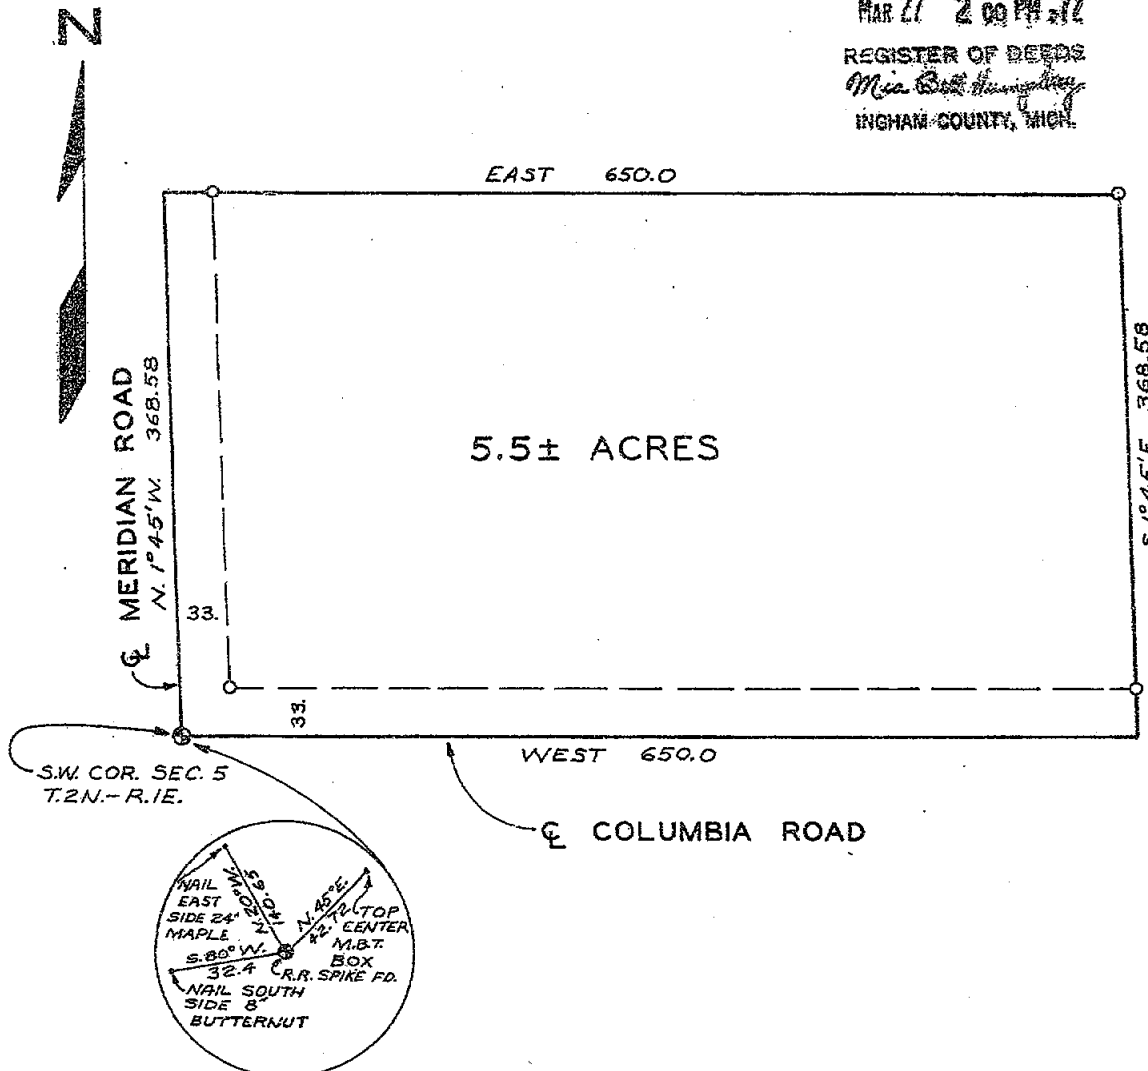 N
2 00 PM
REGISTER OF DEEDS
INGHAM COUNTY, MICH.
EAST 650.0
℄ MERIDIAN ROAD
N. 1°45'W. 368.58
S. 1°45'E. 368.58
5.5± ACRES
33.
33.
WEST 650.0
S.W. COR. SEC. 5
T.2N.-R.1E.
℄ COLUMBIA ROAD
NAIL
EAST
SIDE 24"
MAPLE
N.20°W.
140.65
N.45°E.
42.72
TOP
CENTER
M.B.T.
BOX
S.80°W.
32.4
R.R. SPIKE FD.
NAIL SOUTH
SIDE 8"
BUTTERNUT